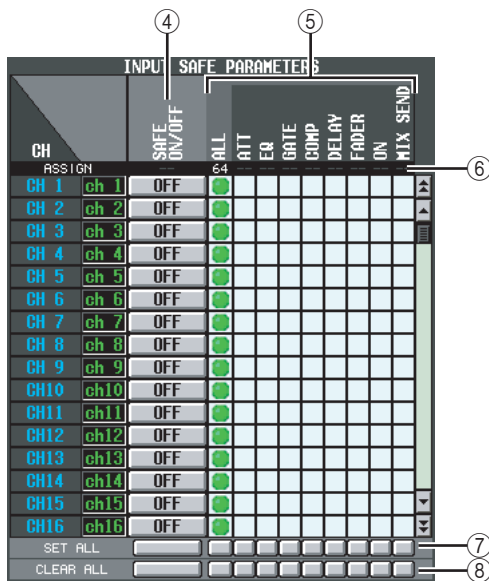 ④ ⑤
INPUT SAFE PARAMETERS
CH SAFE ON/OFF ALL ATT EQ GATE COMP DELAY FADER ON MIX SEND
ASSIGN -- 64 -- -- -- -- -- -- -- -- ⑥
CH 1 ch 1 OFF
CH 2 ch 2 OFF
CH 3 ch 3 OFF
CH 4 ch 4 OFF
CH 5 ch 5 OFF
CH 6 ch 6 OFF
CH 7 ch 7 OFF
CH 8 ch 8 OFF
CH 9 ch 9 OFF
CH10 ch10 OFF
CH11 ch11 OFF
CH12 ch12 OFF
CH13 ch13 OFF
CH14 ch14 OFF
CH15 ch15 OFF
CH16 ch16 OFF
SET ALL ⑦
CLEAR ALL ⑧